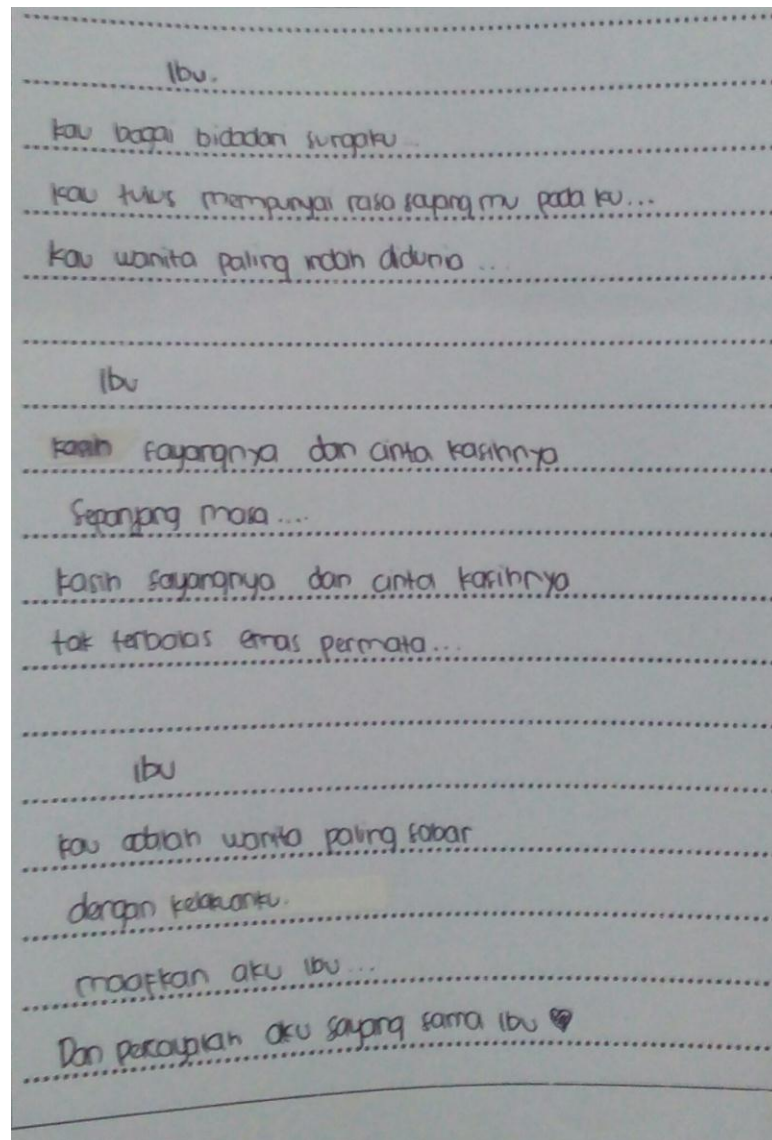 Ibu.
kau bagai bidadari surgaku...
kau tulus mempunyai rasa sayang mu pada ku...
kau wanita paling indah didunia...
Ibu
kasih sayangnya dan cinta kasihnya
sepanjang masa....
kasih sayangnya dan cinta kasihnya
tak terbalas emas permata...
Ibu
kau adalah wanita paling sabar
dengan kelakuanku.
maafkan aku ibu...
Dan percayalah aku sayang sama ibu ♥